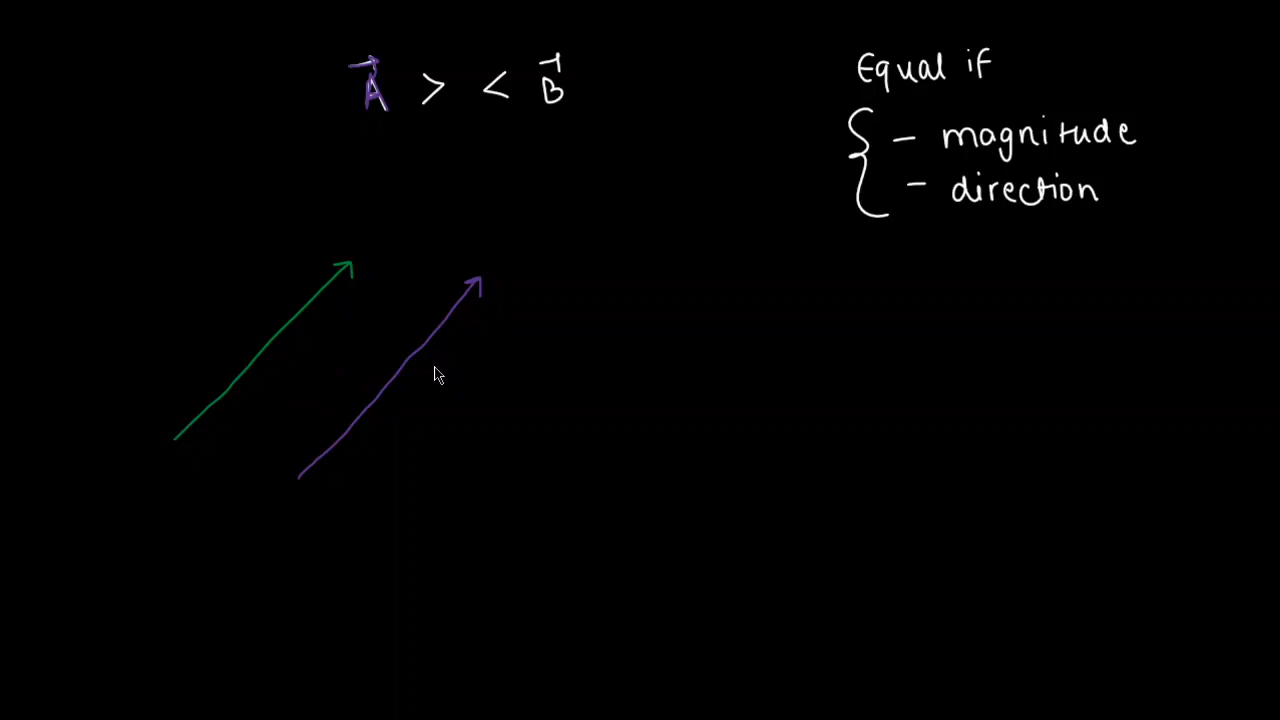 A⃗ > < B⃗
Equal if
- magnitude
- direction